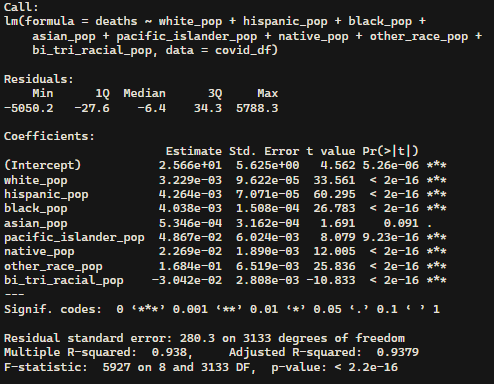 Call:
lm(formula = deaths ~ white_pop + hispanic_pop + black_pop +
    asian_pop + pacific_islander_pop + native_pop + other_race_pop +
    bi_tri_racial_pop, data = covid_df)

Residuals:
    Min      1Q  Median      3Q     Max
-5050.2   -27.6    -6.4    34.3  5788.3

Coefficients:
                       Estimate Std. Error t value Pr(>|t|)
(Intercept)           2.566e+01  5.625e+00   4.562 5.26e-06 ***
white_pop             3.229e-03  9.622e-05  33.561  < 2e-16 ***
hispanic_pop          4.264e-03  7.071e-05  60.295  < 2e-16 ***
black_pop             4.038e-03  1.508e-04  26.783  < 2e-16 ***
asian_pop             5.346e-04  3.162e-04   1.691    0.091 .
pacific_islander_pop  4.867e-02  6.024e-03   8.079 9.23e-16 ***
native_pop            2.269e-02  1.890e-03  12.005  < 2e-16 ***
other_race_pop        1.684e-01  6.519e-03  25.836  < 2e-16 ***
bi_tri_racial_pop    -3.042e-02  2.808e-03 -10.833  < 2e-16 ***
---
Signif. codes:  0 ‘***’ 0.001 ‘**’ 0.01 ‘*’ 0.05 ‘.’ 0.1 ‘ ’ 1

Residual standard error: 280.3 on 3133 degrees of freedom
Multiple R-squared:  0.938,     Adjusted R-squared:  0.9379
F-statistic:  5927 on 8 and 3133 DF,  p-value: < 2.2e-16